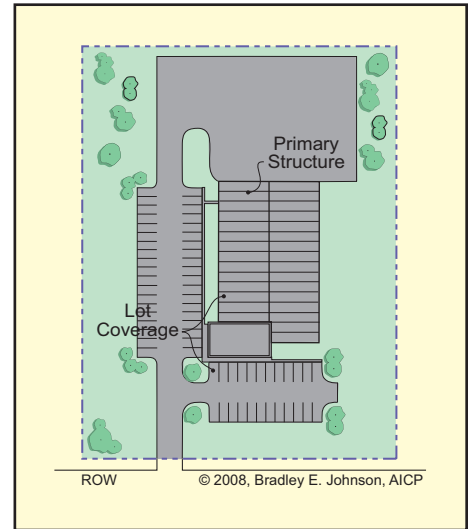 Primary
Structure
Lot
Coverage
ROW
© 2008, Bradley E. Johnson, AICP